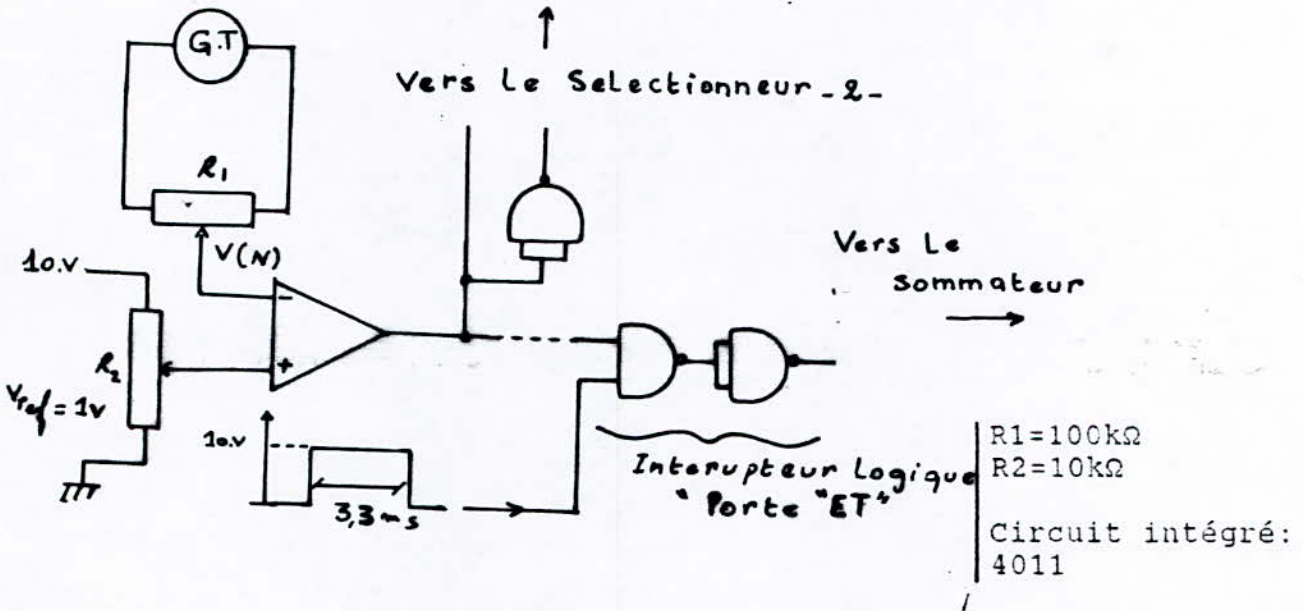 G.T
Vers Le Selectionneur -2-
R1
V(N)
10.V
-
+
R2
Vref = 1v
10.v
3,3ms
Vers Le
Sommateur
Interupteur Logique
" Porte "ET"
R1=100kΩ
R2=10kΩ
Circuit intégré:
4011